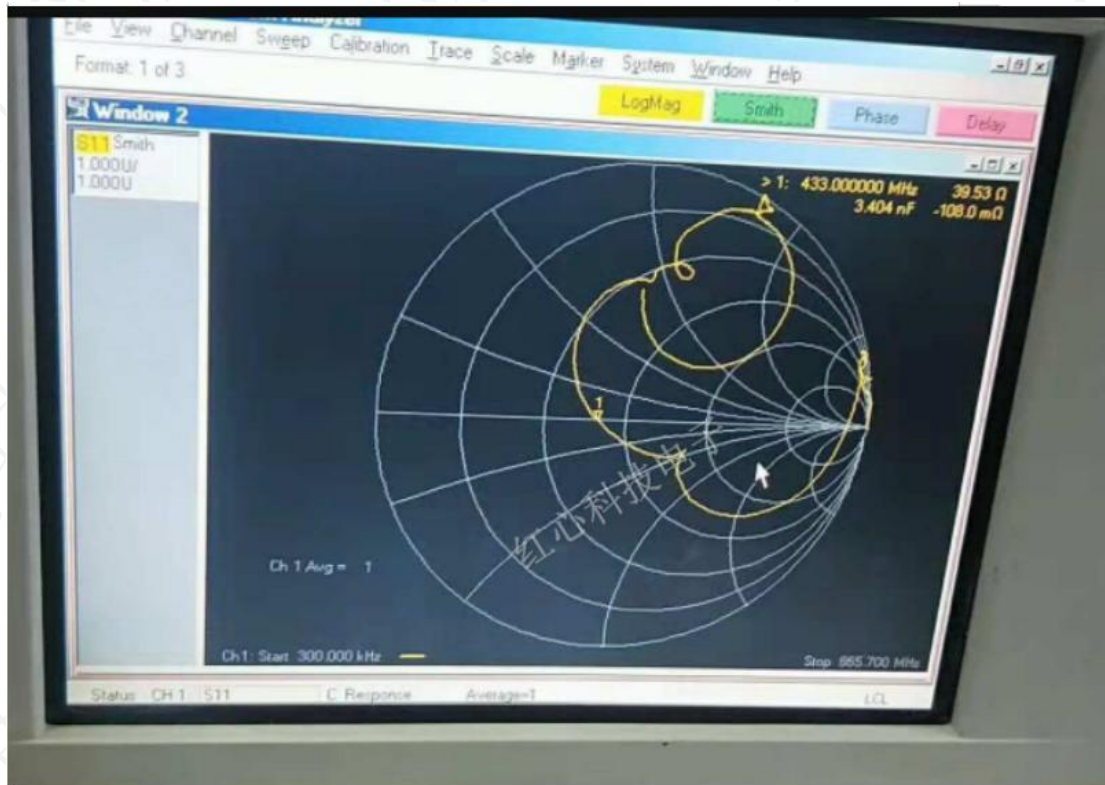 Analyzer
File View Channel Sweep Calibration Trace Scale Marker System Window Help
Format: 1 of 3
LogMag Smith Phase Delay
Window 2
S11 Smith
1.000U/
1.000U
> 1: 433.000000 MHz 39.53 Ω
3.404 nF -108.0 mΩ
1
红心科技电子
Ch 1 Avg = 1
Ch1: Start 300.000 kHz
Stop 865.700 MHz
Status CH 1 S11 C Response Average=1 LCL